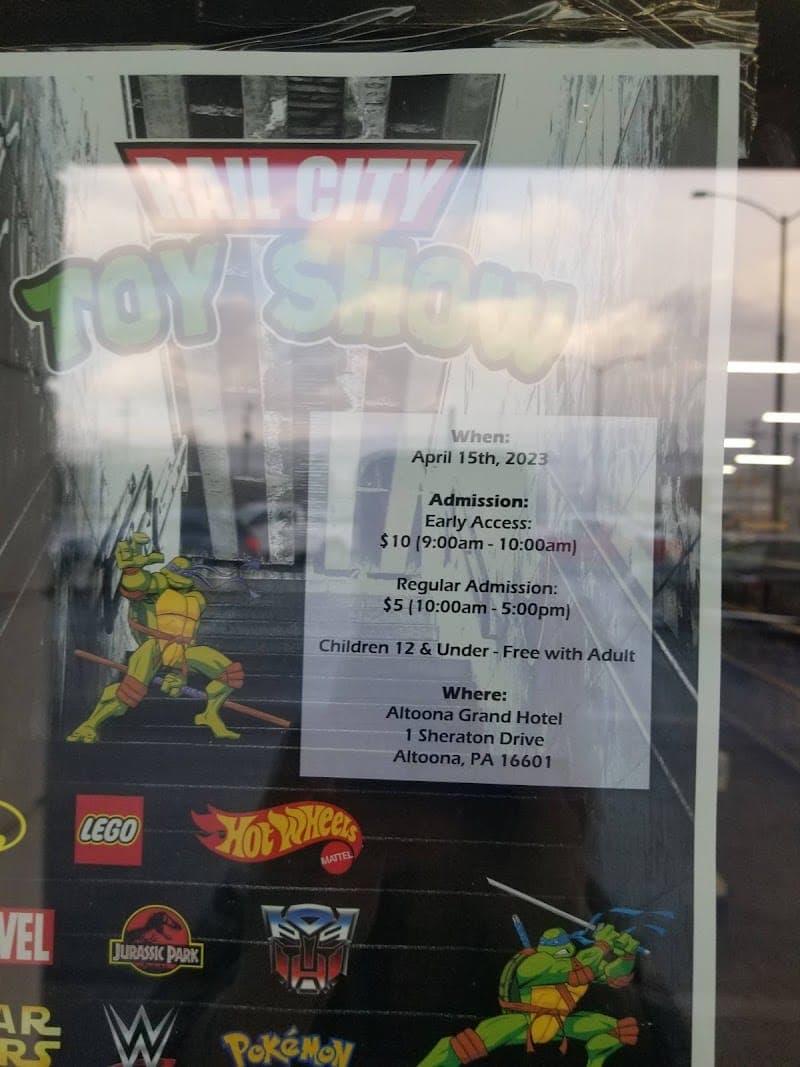 RAIL CITY
TOY SHOW
When:
April 15th, 2023
Admission:
Early Access:
$10 (9:00am - 10:00am)
Regular Admission:
$5 (10:00am - 5:00pm)
Children 12 & Under - Free with Adult
Where:
Altoona Grand Hotel
1 Sheraton Drive
Altoona, PA 16601
LEGO
Hot Wheels
MATTEL
VEL
JURASSIC PARK
AR
RS
W
POKéMON